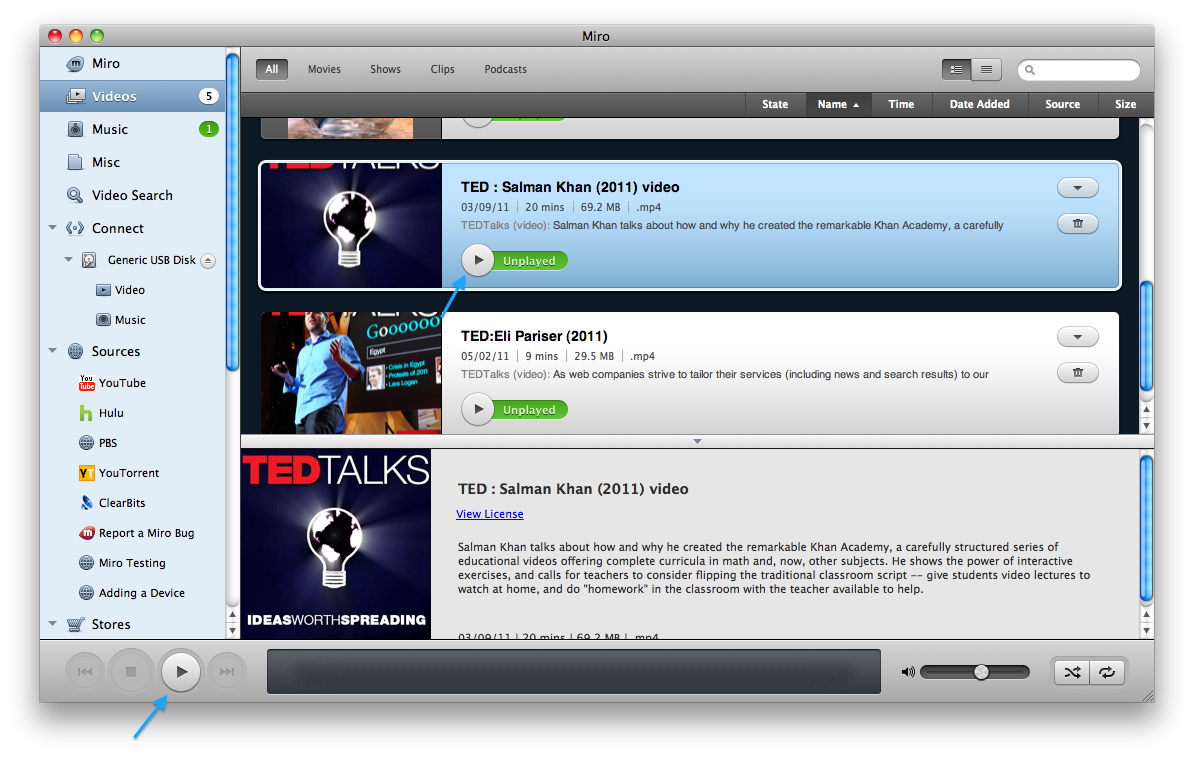 Miro
Miro
Videos 5
Music 1
Misc
Video Search
Connect
Generic USB Disk
Video
Music
Sources
You Tube YouTube
h Hulu
PBS
YT YouTorrent
ClearBits
m Report a Miro Bug
Miro Testing
Adding a Device
Stores
All Movies Shows Clips Podcasts
State Name Time Date Added Source Size
TEDTALKS
TED : Salman Khan (2011) video
03/09/11 | 20 mins | 69.2 MB | .mp4
TEDTalks (video): Salman Khan talks about how and why he created the remarkable Khan Academy, a carefully
Unplayed
TEDTALKS
Gooooooo
Egypt
• Crisis in Egypt
• Protests of 2011
• Lara Logan
TED:Eli Pariser (2011)
05/02/11 | 9 mins | 29.5 MB | .mp4
TEDTalks (video): As web companies strive to tailor their services (including news and search results) to our
Unplayed
TEDTALKS
IDEASWORTHSPREADING
TED : Salman Khan (2011) video
View License
Salman Khan talks about how and why he created the remarkable Khan Academy, a carefully structured series of
educational videos offering complete curricula in math and, now, other subjects. He shows the power of interactive
exercises, and calls for teachers to consider flipping the traditional classroom script -- give students video lectures to
watch at home, and do "homework" in the classroom with the teacher available to help.
03/09/11 | 20 mins | 69.2 MB | .mp4